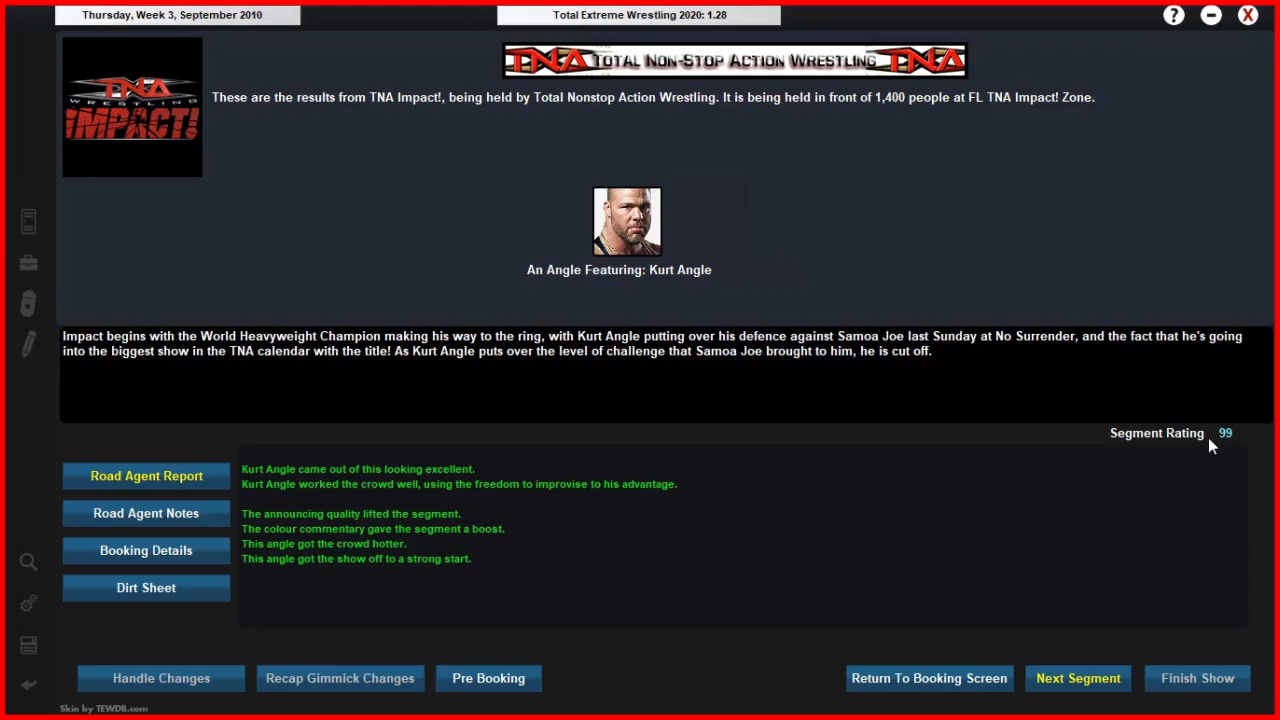 Thursday, Week 3, September 2010
Total Extreme Wrestling 2020: 1.28
?
X
TNA
WRESTLING
iMPACT!
TNA TOTAL NON-STOP ACTION WRESTLING TNA
These are the results from TNA Impact!, being held by Total Nonstop Action Wrestling. It is being held in front of 1,400 people at FL TNA Impact! Zone.
An Angle Featuring: Kurt Angle
Impact begins with the World Heavyweight Champion making his way to the ring, with Kurt Angle putting over his defence against Samoa Joe last Sunday at No Surrender, and the fact that he's going
into the biggest show in the TNA calendar with the title! As Kurt Angle puts over the level of challenge that Samoa Joe brought to him, he is cut off.
Segment Rating 99
Road Agent Report
Road Agent Notes
Booking Details
Dirt Sheet
Kurt Angle came out of this looking excellent.
Kurt Angle worked the crowd well, using the freedom to improvise to his advantage.
The announcing quality lifted the segment.
The colour commentary gave the segment a boost.
This angle got the crowd hotter.
This angle got the show off to a strong start.
Handle Changes
Recap Gimmick Changes
Pre Booking
Return To Booking Screen
Next Segment
Finish Show
Skin by TEWDB.com